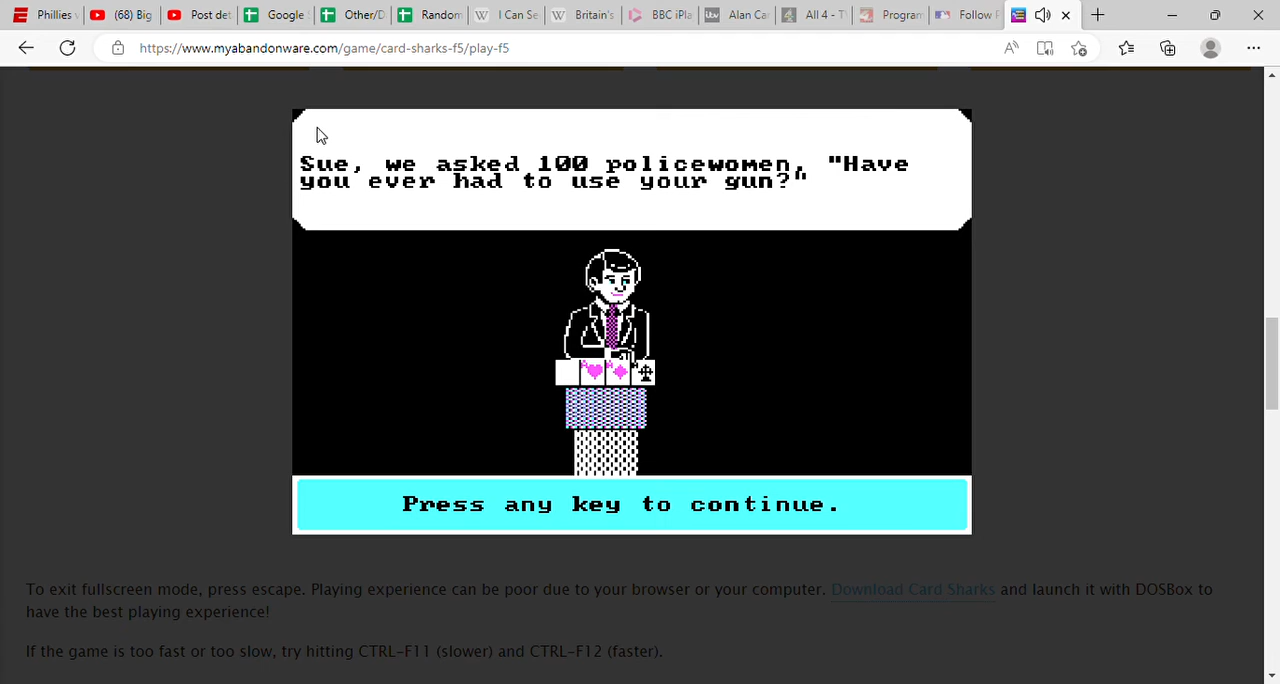 Phillies
(68) Big
Post det
Google
Other/D
Random
I Can Se
Britain's
BBC iPla
Alan Ca
All 4 - T
Program
Follow
https://www.myabandonware.com/game/card-sharks-f5/play-f5
Sue, we asked 100 policewomen, "Have
you ever had to use your gun?"
Press any key to continue.
To exit fullscreen mode, press escape. Playing experience can be poor due to your browser or your computer. Download Card Sharks and launch it with DOSBox to
have the best playing experience!
If the game is too fast or too slow, try hitting CTRL-F11 (slower) and CTRL-F12 (faster).